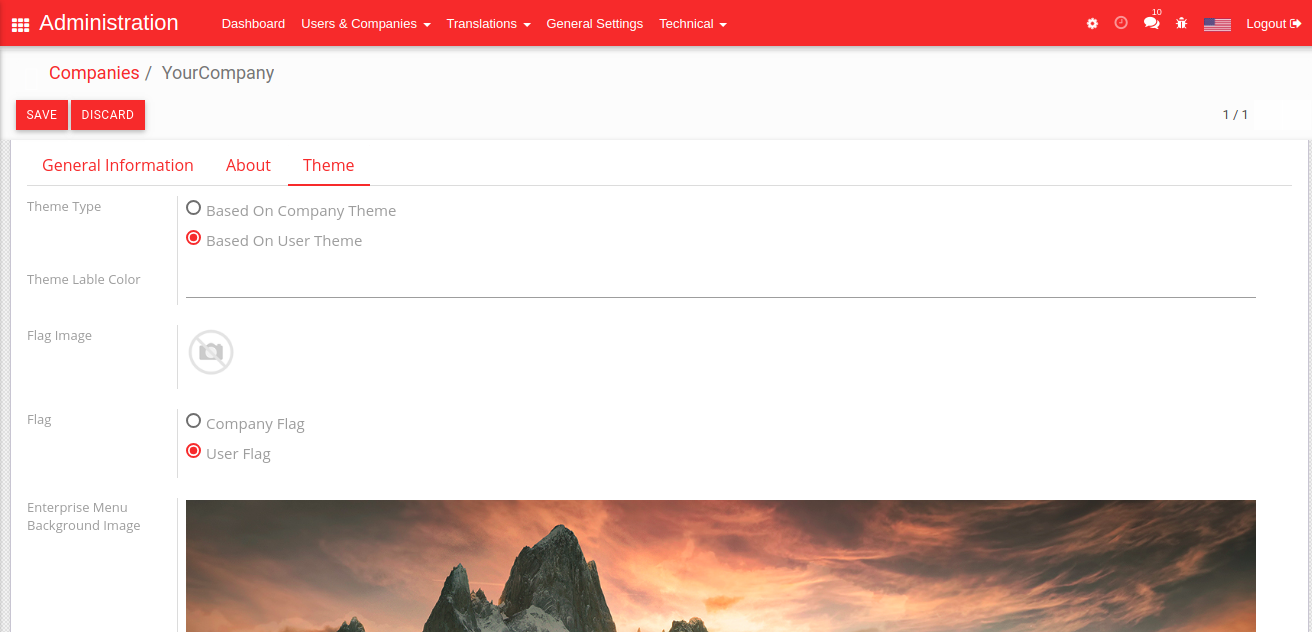 Administration Dashboard Users & Companies Translations General Settings Technical 10 Logout
Companies / YourCompany
SAVE DISCARD 1 / 1
General Information About Theme
Theme Type
Based On Company Theme
Based On User Theme
Theme Lable Color
Flag Image
Flag
Company Flag
User Flag
Enterprise Menu
Background Image